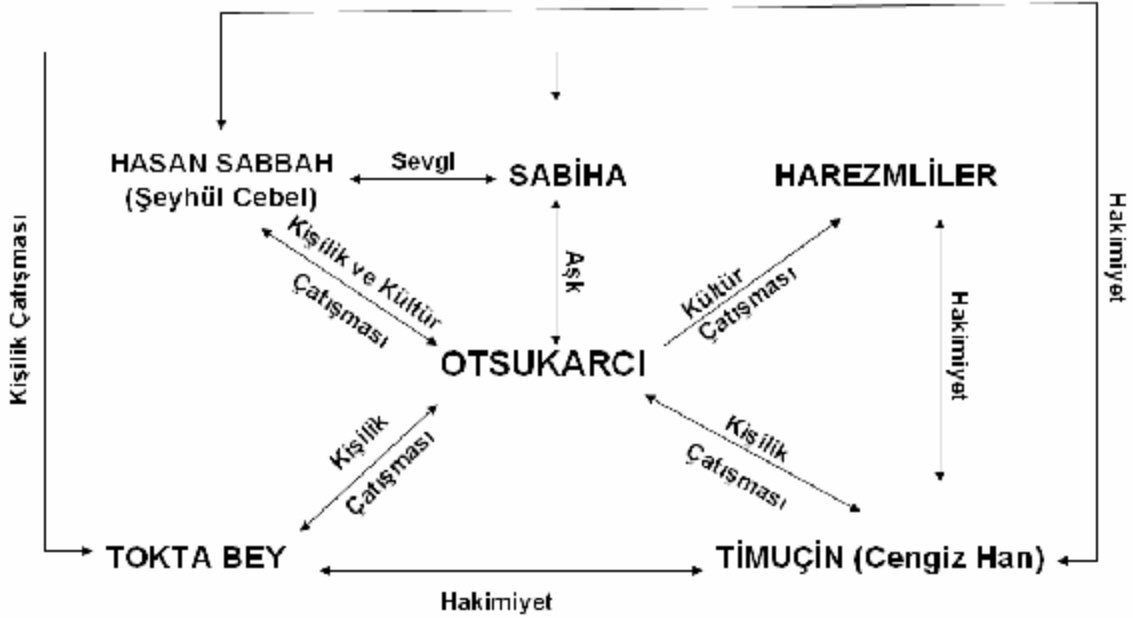 HASAN SABBAH
(Şeyhül Cebel)
Sevgi
SABİHA
HAREZMLİLER
Kişilik Çatışması
Kişilik ve Kültür
Çatışması
Aşk
Kültür
Çatışması
Hakimiyet
Hakimiyet
OTSUKARCI
Kişilik
Çatışması
Kişilik
Çatışması
TOKTA BEY
TİMUÇİN (Cengiz Han)
Hakimiyet